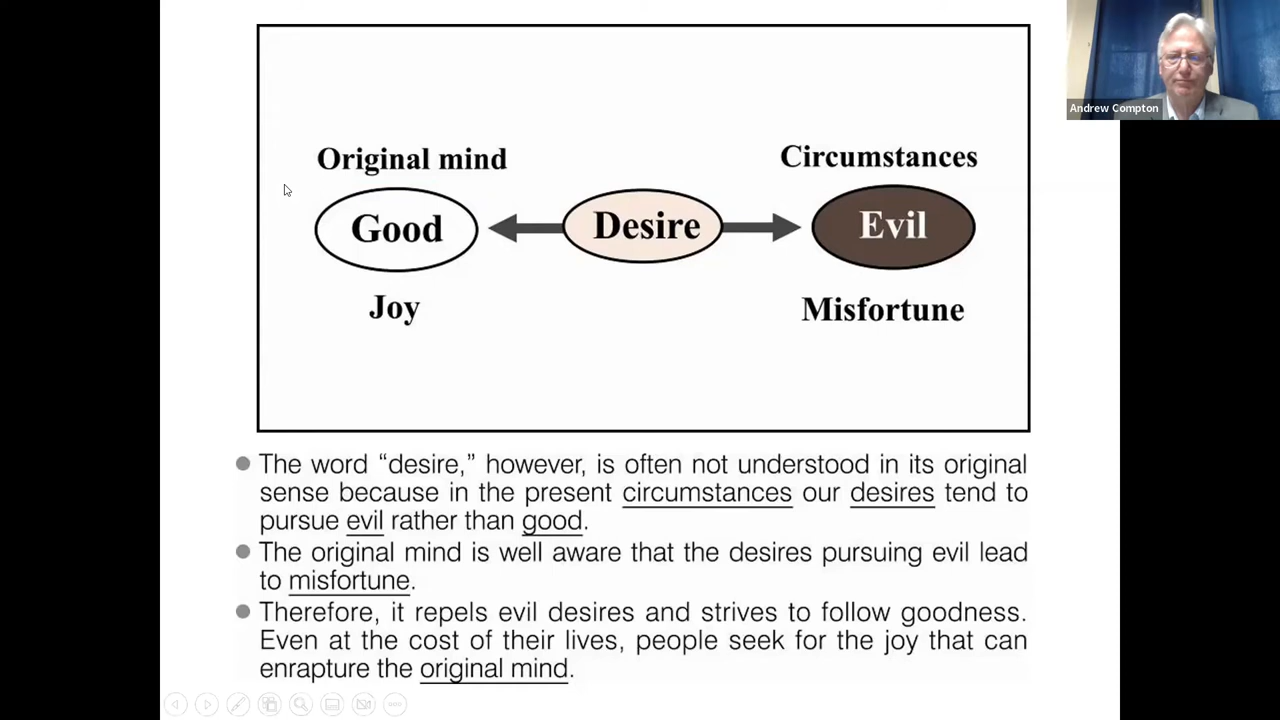 Andrew Compton
Original mind
Circumstances
Good
Desire
Evil
Joy
Misfortune
The word “desire,” however, is often not understood in its original
sense because in the present circumstances our desires tend to
pursue evil rather than good.
The original mind is well aware that the desires pursuing evil lead
to misfortune.
Therefore, it repels evil desires and strives to follow goodness.
Even at the cost of their lives, people seek for the joy that can
enrapture the original mind.